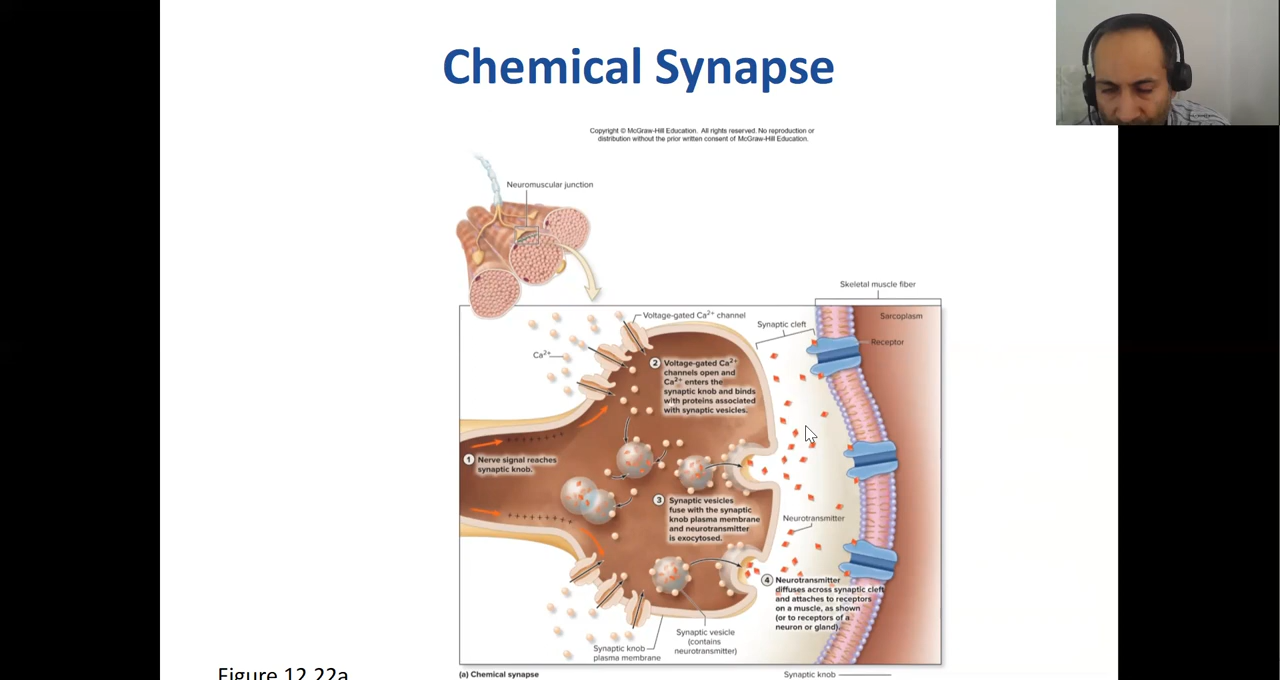 Chemical Synapse
Copyright © McGraw-Hill Education. All rights reserved. No reproduction or
distribution without the prior written consent of McGraw-Hill Education.
Neuromuscular junction
Skeletal muscle fiber
Voltage-gated Ca2+ channel
Synaptic cleft
Sarcoplasm
Receptor
Ca2+
2 Voltage-gated Ca2+
channels open and
Ca2+ enters the
synaptic knob and binds
with proteins associated
with synaptic vesicles.
1 Nerve signal reaches
synaptic knob.
3 Synaptic vesicles
fuse with the synaptic
knob plasma membrane
and neurotransmitter
is exocytosed.
Neurotransmitter
4 Neurotransmitter
diffuses across synaptic cleft
and attaches to receptors
on a muscle, as shown
(or to receptors of a
neuron or gland).
Synaptic vesicle
(contains
neurotransmitter)
Synaptic knob
plasma membrane
(a) Chemical synapse
Synaptic knob
Figure 12.22a